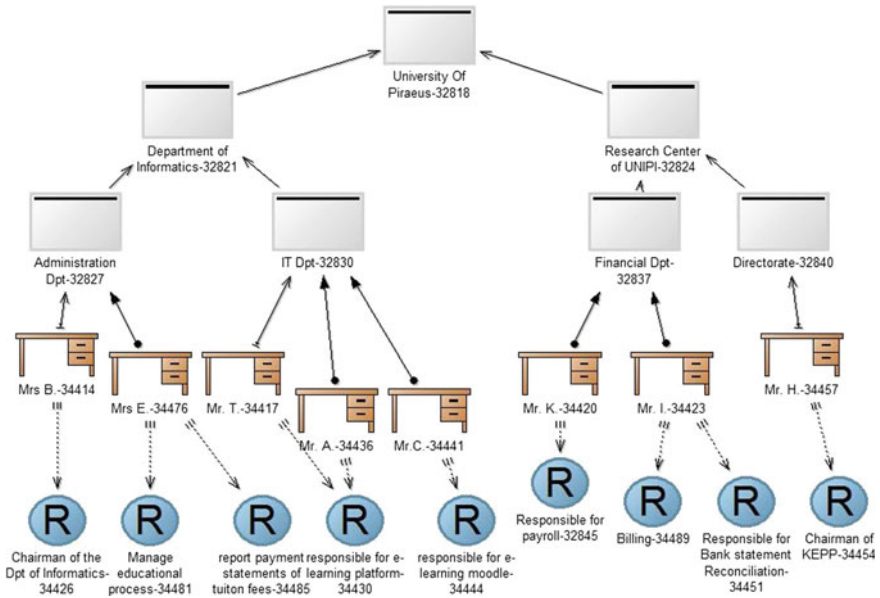 University Of
Piraeus-32818
Department of
Informatics-32821
Research Center
of UNIPI-32824
Administration
Dpt-32827
IT Dpt-32830
Financial Dpt-
32837
Directorate-32840
Mrs B.-34414
Mrs E.-34476
Mr. T.-34417
Mr. A.-34436
Mr.C.-34441
Mr. K.-34420
Mr. I.-34423
Mr. H.-34457
R
Chairman of the
Dpt of Informatics-
34426
R
Manage
educational
process-34481
R
report payment
statements of
tuiton fees-34485
R
responsible for e-
learning platform-
34430
R
responsible for e-
learning moodle-
34444
R
Responsible for
payroll-32845
R
Billing-34489
R
Responsible for
Bank statement
Reconciliation-
34451
R
Chairman of
KEPP-34454